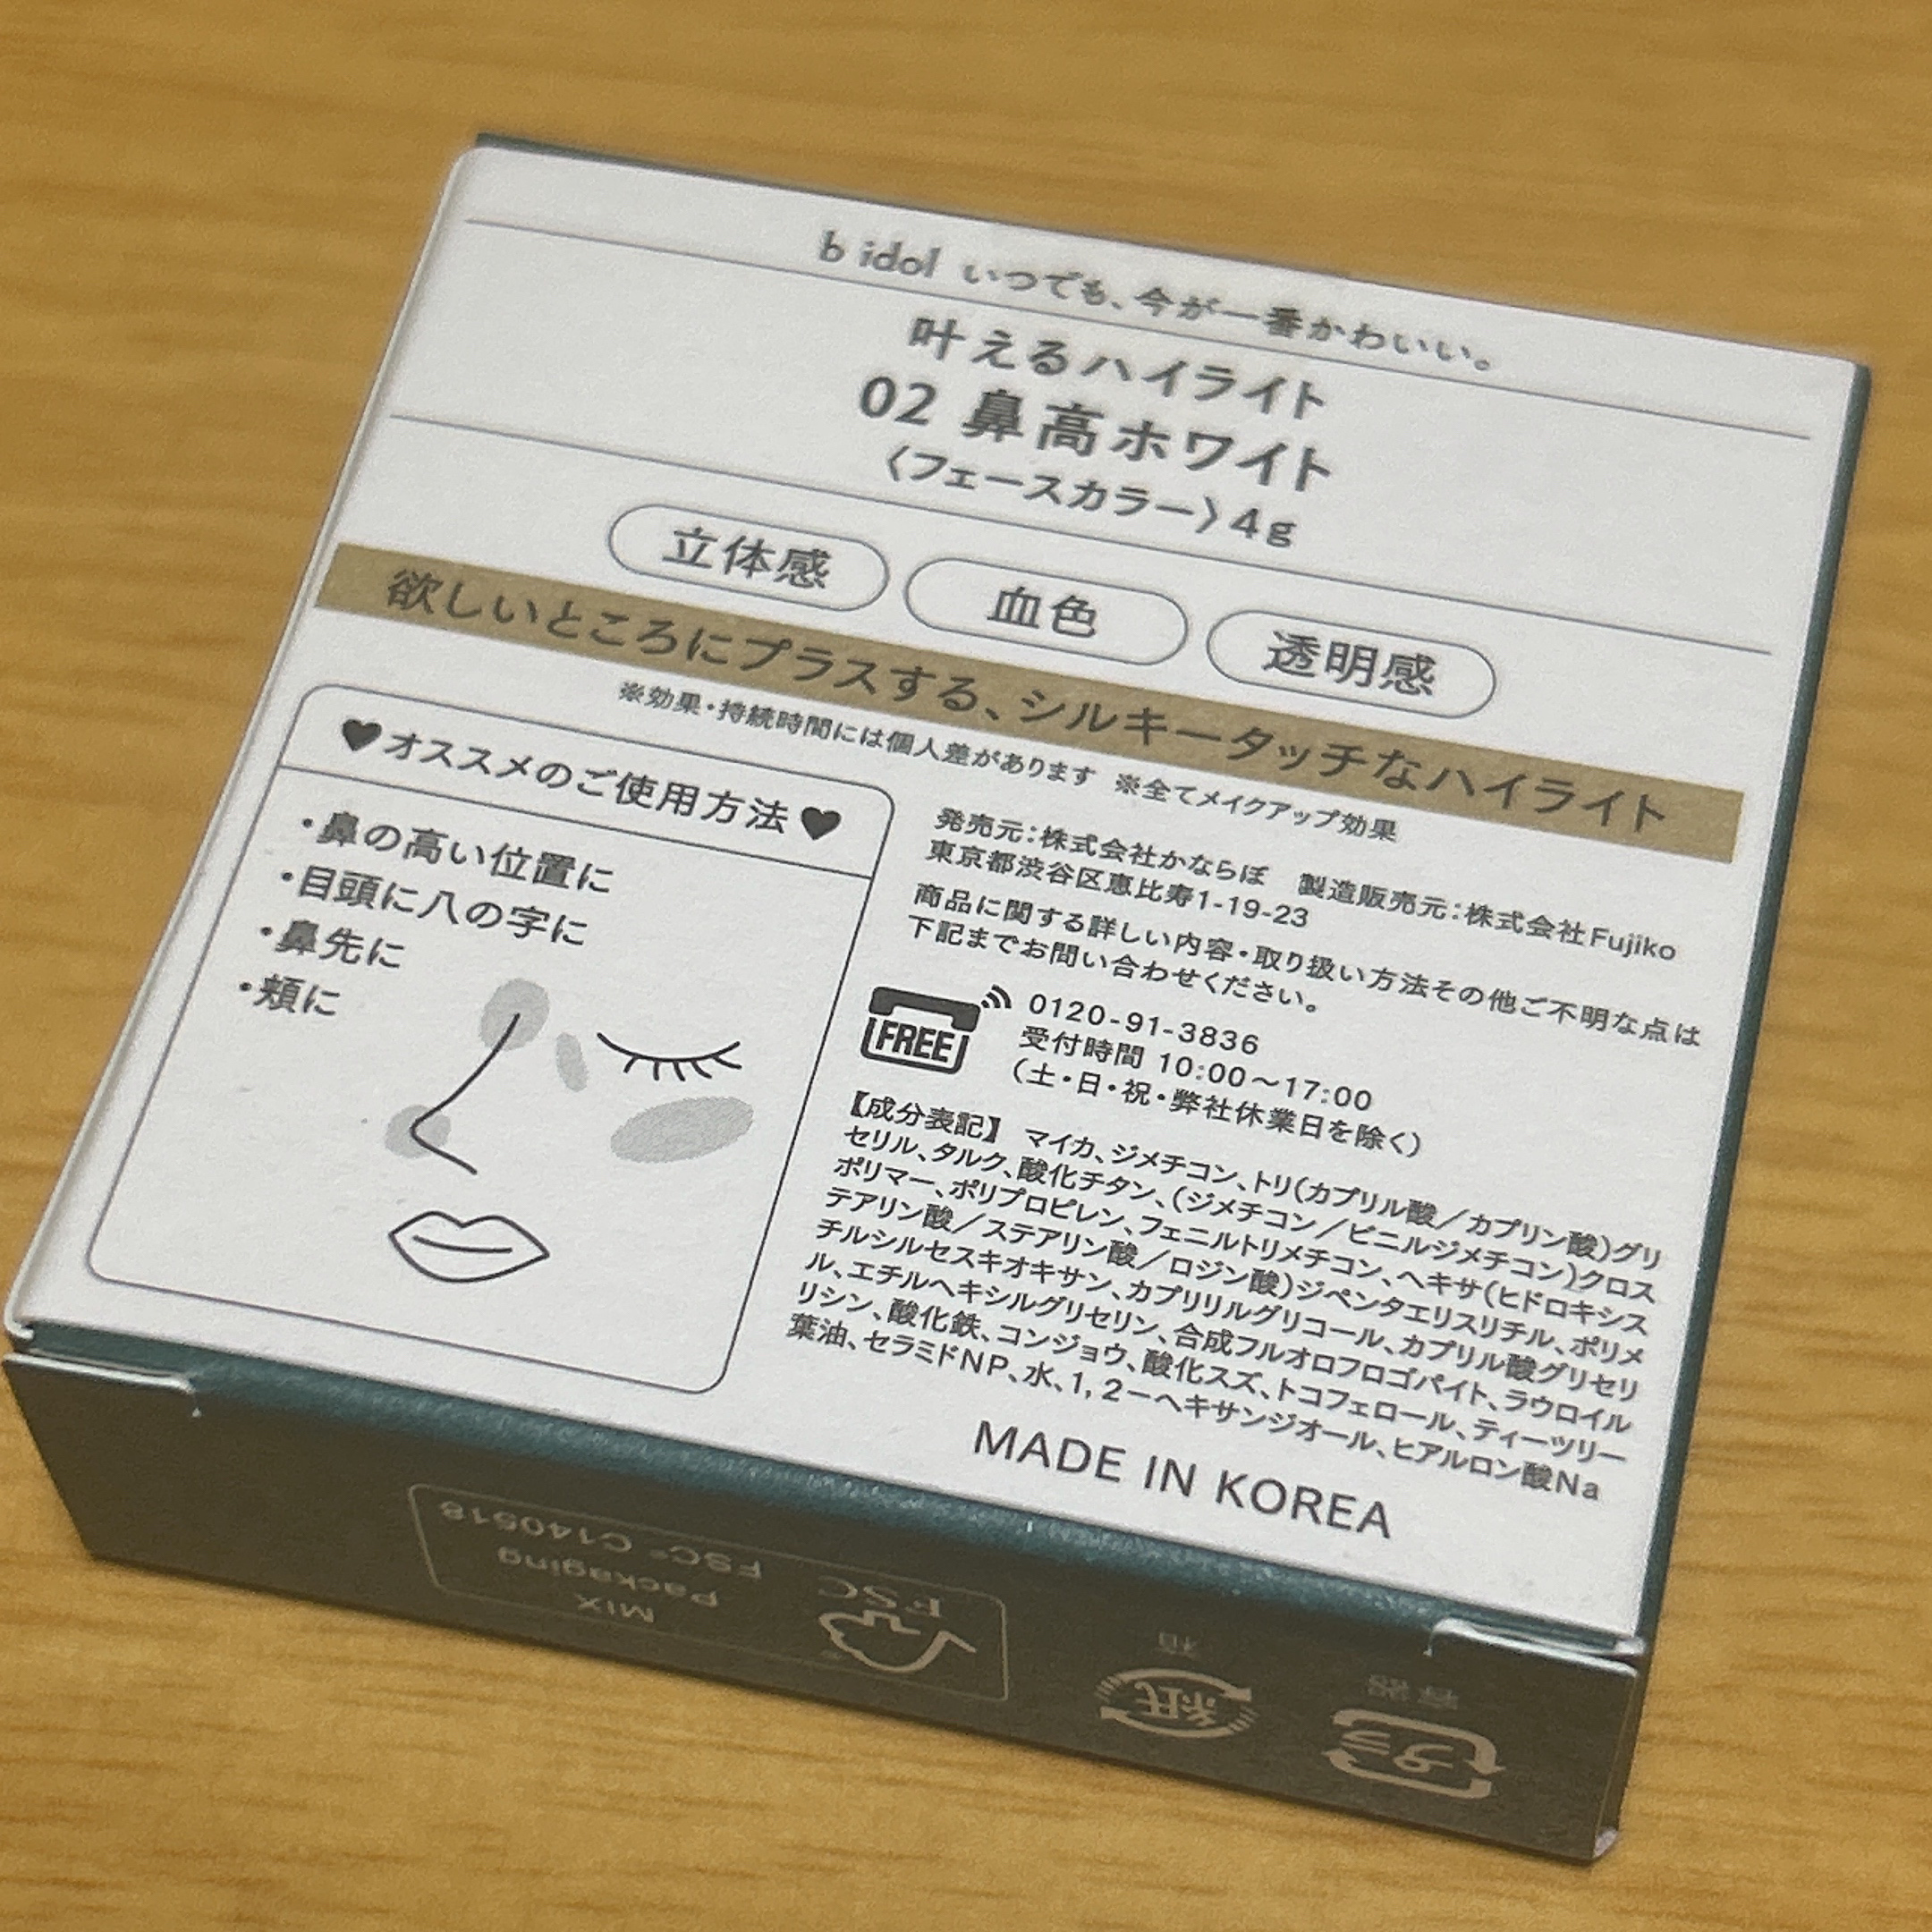 b idol いつでも、今が一番かわいい。
叶えるハイライト
02 鼻高ホワイト
〈フェースカラー〉4g
立体感
血色
透明感
欲しいところにプラスする、シルキータッチなハイライト
※効果・持続時間には個人差があります ※全てメイクアップ効果
♥オススメのご使用方法♥
・鼻の高い位置に
・目頭に八の字に
・鼻先に
・頬に
発売元：株式会社かならぼ 製造販売元：株式会社Fujiko
東京都渋谷区恵比寿1-19-23
商品に関する詳しい内容・取り扱い方法その他ご不明な点は
下記までお問い合わせください。
FREE
0120-91-3836
受付時間 10:00～17:00
（土・日・祝・弊社休業日を除く）
【成分表記】 マイカ、ジメチコン、トリ（カプリル酸／カプリン酸）グリ
セリル、タルク、酸化チタン、（ジメチコン／ビニルジメチコン）クロス
ポリマー、ポリプロピレン、フェニルトリメチコン、ヘキサ（ヒドロキシス
テアリン酸／ステアリン酸／ロジン酸）ジペンタエリスリチル、ポリメ
チルシルセスキオキサン、カプリリルグリコール、カプリル酸グリセリ
ル、エチルヘキシルグリセリン、合成フルオロフロゴパイト、ラウロイル
リシン、酸化鉄、コンジョウ、酸化スズ、トコフェロール、ティーツリー
葉油、セラミドNP、水、1,2－ヘキサンジオール、ヒアルロン酸Na
MADE IN KOREA
容器
プラ
箱
紙
FSC
MIX
Packaging
FSC® C140518